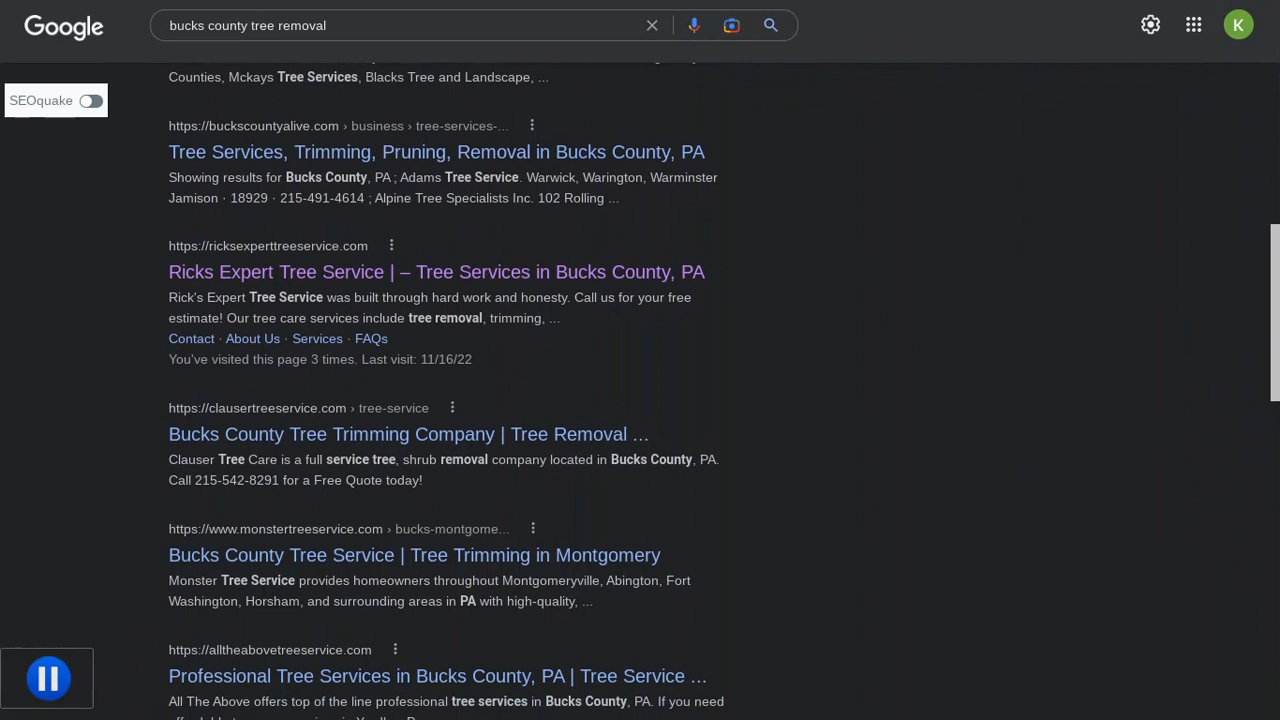 Google
bucks county tree removal
K
SEOquake
Counties, Mckays Tree Services, Blacks Tree and Landscape, ...
https://buckscountyalive.com › business › tree-services-...
Tree Services, Trimming, Pruning, Removal in Bucks County, PA
Showing results for Bucks County, PA ; Adams Tree Service. Warwick, Warington, Warminster
Jamison · 18929 · 215-491-4614 ; Alpine Tree Specialists Inc. 102 Rolling ...
https://ricksexperttreeservice.com
Ricks Expert Tree Service | – Tree Services in Bucks County, PA
Rick's Expert Tree Service was built through hard work and honesty. Call us for your free
estimate! Our tree care services include tree removal, trimming, ...
Contact · About Us · Services · FAQs
You've visited this page 3 times. Last visit: 11/16/22
https://clausertreeservice.com › tree-service
Bucks County Tree Trimming Company | Tree Removal ...
Clauser Tree Care is a full service tree, shrub removal company located in Bucks County, PA.
Call 215-542-8291 for a Free Quote today!
https://www.monstertreeservice.com › bucks-montgome...
Bucks County Tree Service | Tree Trimming in Montgomery
Monster Tree Service provides homeowners throughout Montgomeryville, Abington, Fort
Washington, Horsham, and surrounding areas in PA with high-quality, ...
https://alltheabovetreeservice.com
Professional Tree Services in Bucks County, PA | Tree Service ...
All The Above offers top of the line professional tree services in Bucks County, PA. If you need